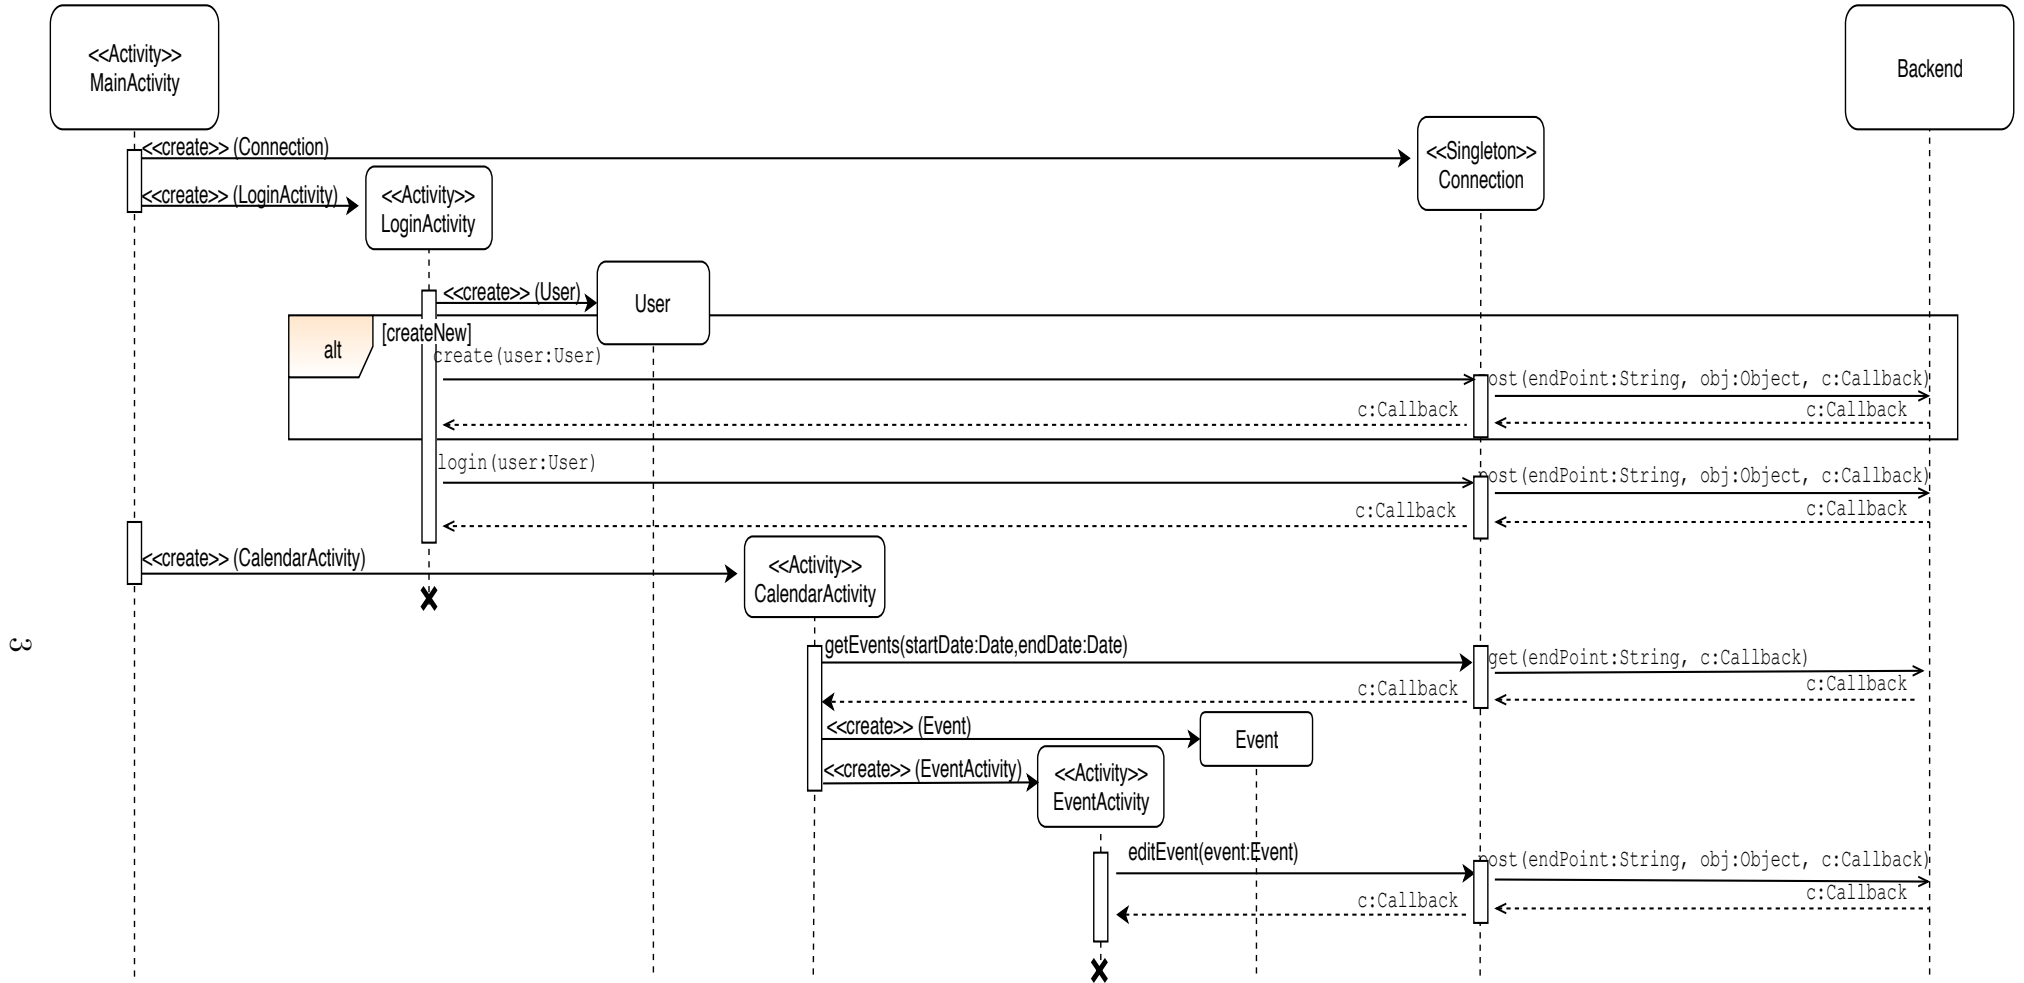 <<Activity>>
MainActivity
Backend
<<create>> (Connection)
<<Singleton>>
Connection
<<create>> (LoginActivity)
<<Activity>>
LoginActivity
<<create>> (User)
User
alt
[createNew]
create(user:User)
ost(endPoint:String, obj:Object, c:Callback)
c:Callback
c:Callback
login(user:User)
post(endPoint:String, obj:Object, c:Callback)
c:Callback
c:Callback
<<create>> (CalendarActivity)
<<Activity>>
CalendarActivity
getEvents(startDate:Date,endDate:Date)
get(endPoint:String, c:Callback)
c:Callback
c:Callback
<<create>> (Event)
Event
<<create>> (EventActivity)
<<Activity>>
EventActivity
editEvent(event:Event)
post(endPoint:String, obj:Object, c:Callback)
c:Callback
c:Callback
3